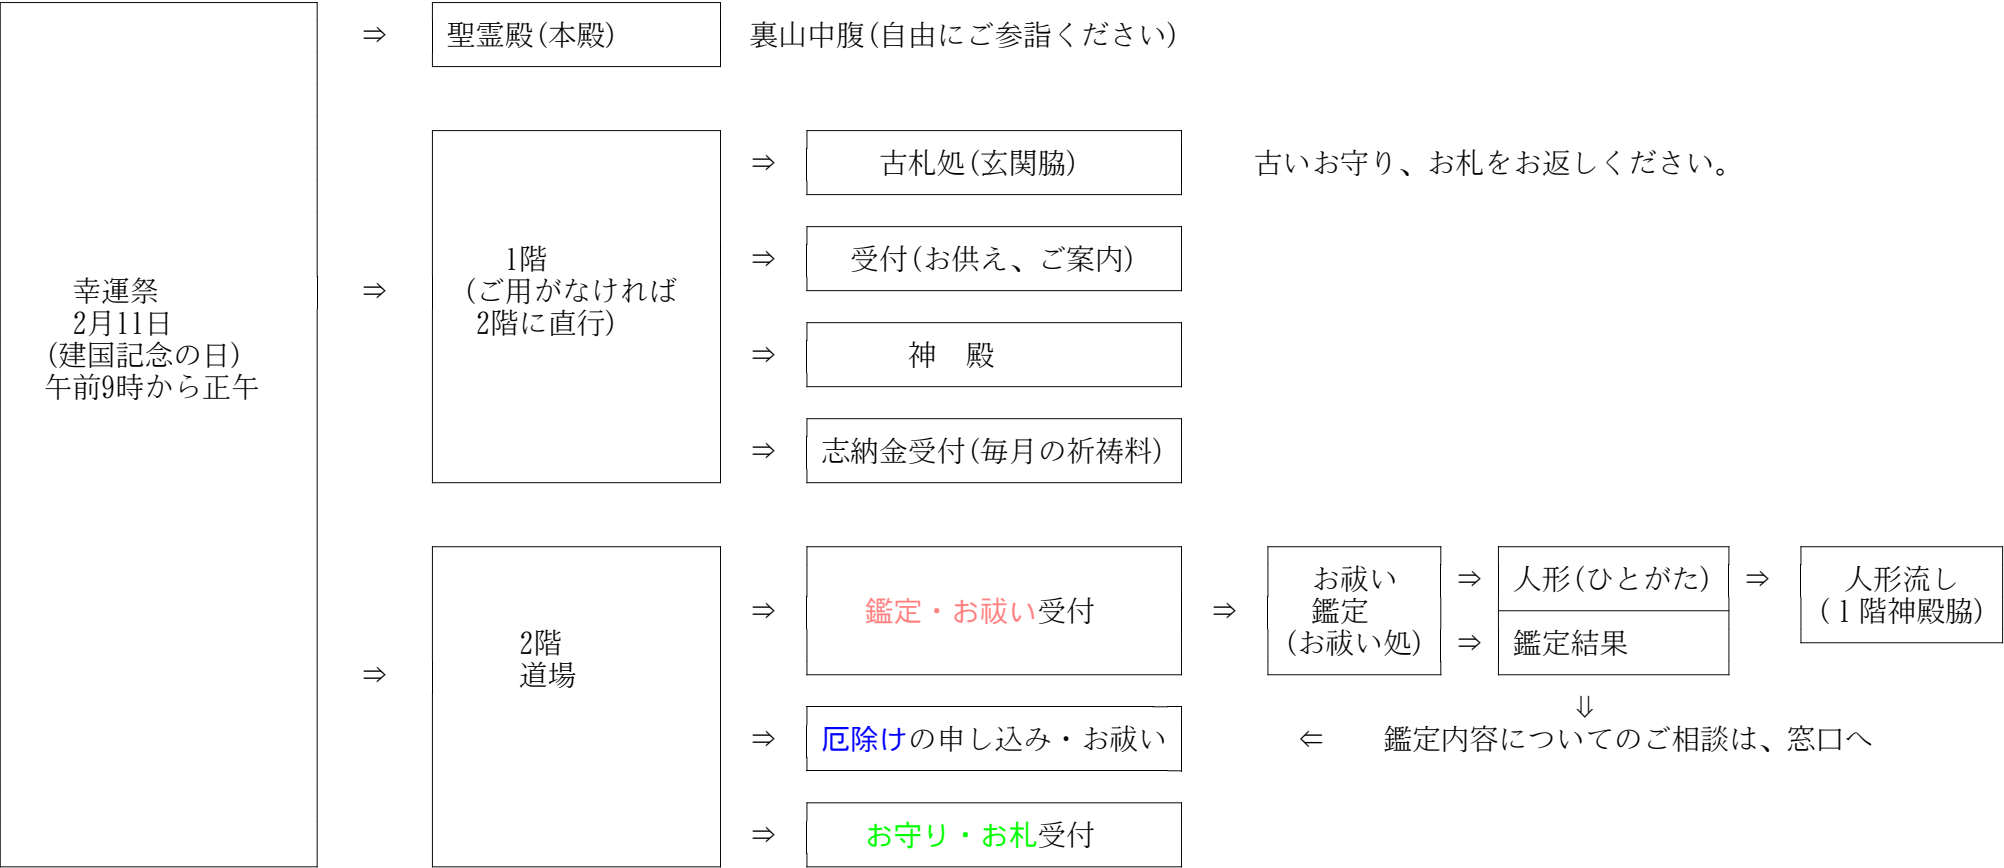 幸運祭
2月11日
(建国記念の日)
午前9時から正午
⇒
聖霊殿(本殿)
裏山中腹(自由にご参詣ください)
⇒
1階
(ご用がなければ
2階に直行)
⇒
古札処(玄関脇)
古いお守り、お札をお返しください。
⇒
受付(お供え、ご案内)
⇒
神　殿
⇒
志納金受付(毎月の祈祷料)
⇒
2階
道場
⇒
鑑定・お祓い受付
⇒
お祓い
鑑定
(お祓い処)
⇒
人形(ひとがた)
⇒
人形流し
(１階神殿脇)
⇒
鑑定結果
⇓
⇒
厄除けの申し込み・お祓い
⇐
鑑定内容についてのご相談は、窓口へ
⇒
お守り・お札受付